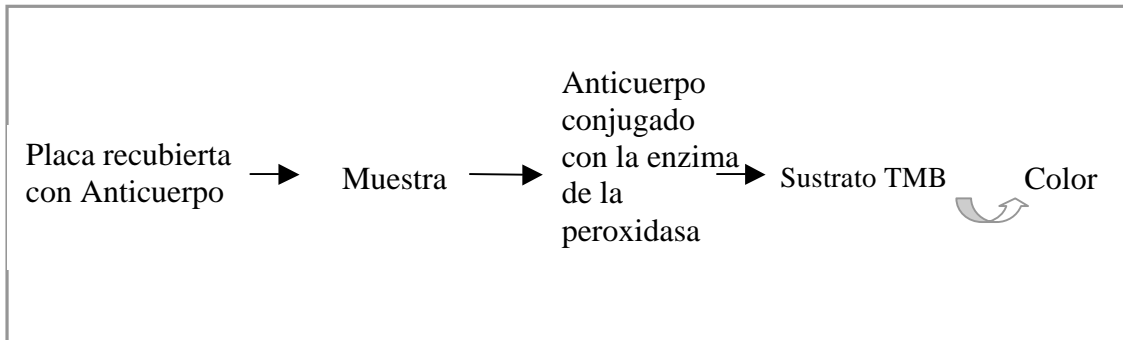 Placa recubierta
con Anticuerpo
Muestra
Anticuerpo
conjugado
con la enzima
de la
peroxidasa
Sustrato TMB
Color